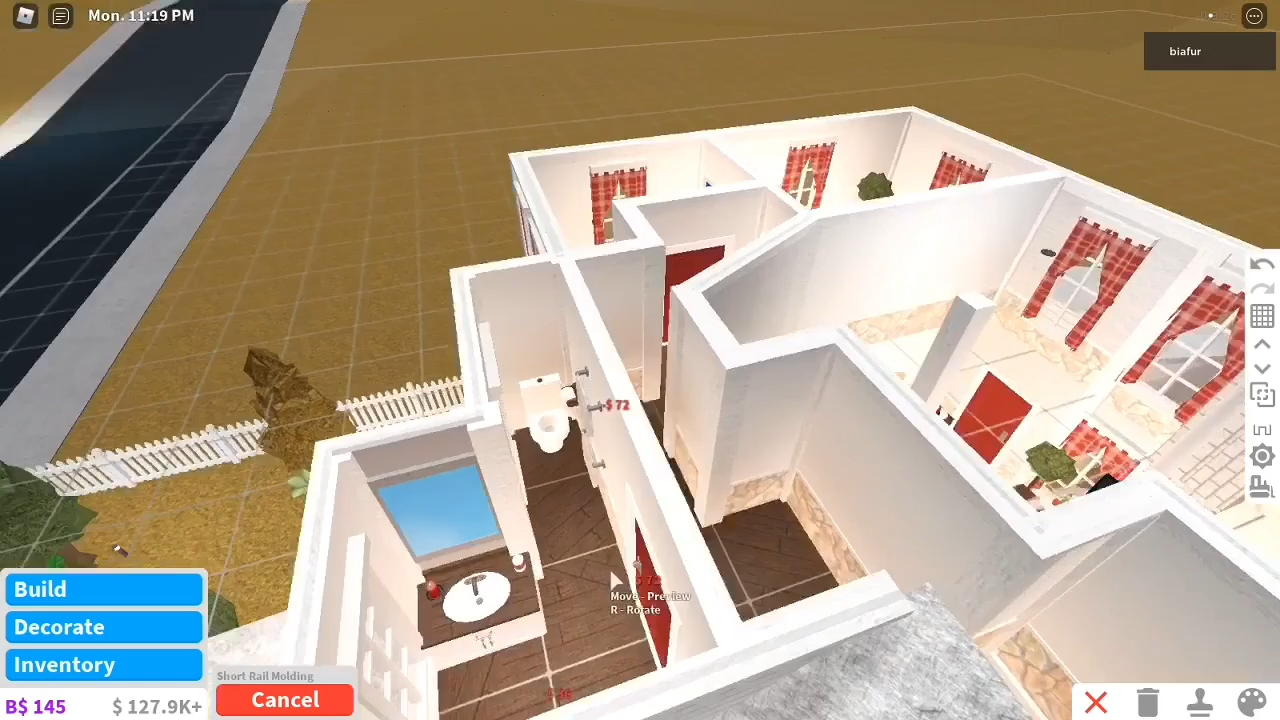 Mon. 11:19 PM
biafur
$ 72
$ 72
Move - Preview
R - Rotate
Build
Decorate
Inventory
Short Rail Molding
Cancel
B$ 145
$ 127.9K+